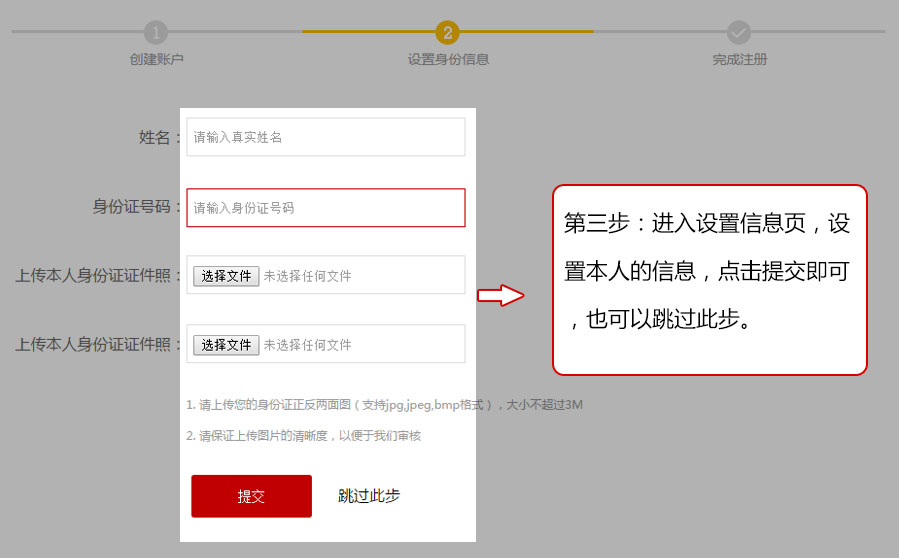 1
2
创建账户
设置身份信息
完成注册
姓名：
请输入真实姓名
身份证号码：
请输入身份证号码
上传本人身份证证件照：
选择文件 未选择任何文件
上传本人身份证证件照：
选择文件 未选择任何文件
1. 请上传您的身份证正反两面图（支持jpg,jpeg,bmp格式），大小不超过3M
2. 请保证上传图片的清晰度，以便于我们审核
提交
跳过此步
第三步：进入设置信息页，设
置本人的信息，点击提交即可
，也可以跳过此步。